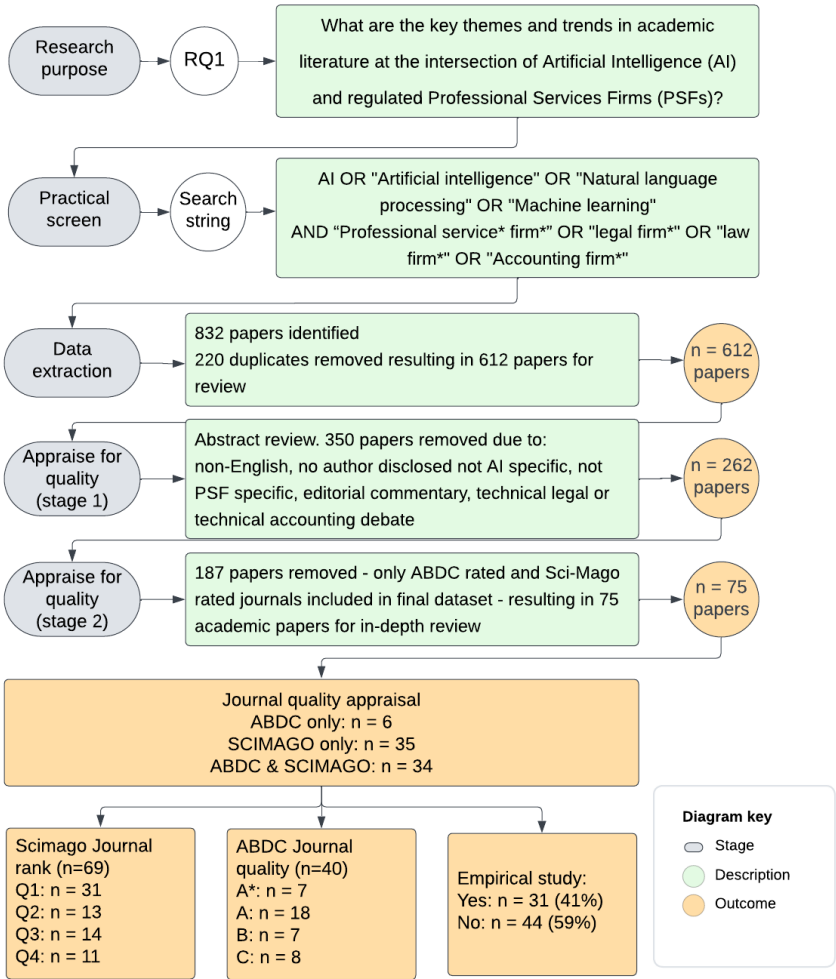 Research
purpose
RQ1
What are the key themes and trends in academic
literature at the intersection of Artificial Intelligence (AI)
and regulated Professional Services Firms (PSFs)?
Practical
screen
Search
string
AI OR "Artificial intelligence" OR "Natural language
processing" OR "Machine learning"
AND “Professional service* firm*” OR "legal firm*" OR "law
firm*" OR "Accounting firm*"
Data
extraction
832 papers identified
220 duplicates removed resulting in 612 papers for
review
n = 612
papers
Appraise for
quality
(stage 1)
Abstract review. 350 papers removed due to:
non-English, no author disclosed not AI specific, not
PSF specific, editorial commentary, technical legal or
technical accounting debate
n = 262
papers
Appraise for
quality
(stage 2)
187 papers removed - only ABDC rated and Sci-Mago
rated journals included in final dataset - resulting in 75
academic papers for in-depth review
n = 75
papers
Journal quality appraisal
ABDC only: n = 6
SCIMAGO only: n = 35
ABDC & SCIMAGO: n = 34
Scimago Journal
rank (n=69)
Q1: n = 31
Q2: n = 13
Q3: n = 14
Q4: n = 11
ABDC Journal
quality (n=40)
A*: n = 7
A: n = 18
B: n = 7
C: n = 8
Empirical study:
Yes: n = 31 (41%)
No: n = 44 (59%)
Diagram key
Stage
Description
Outcome